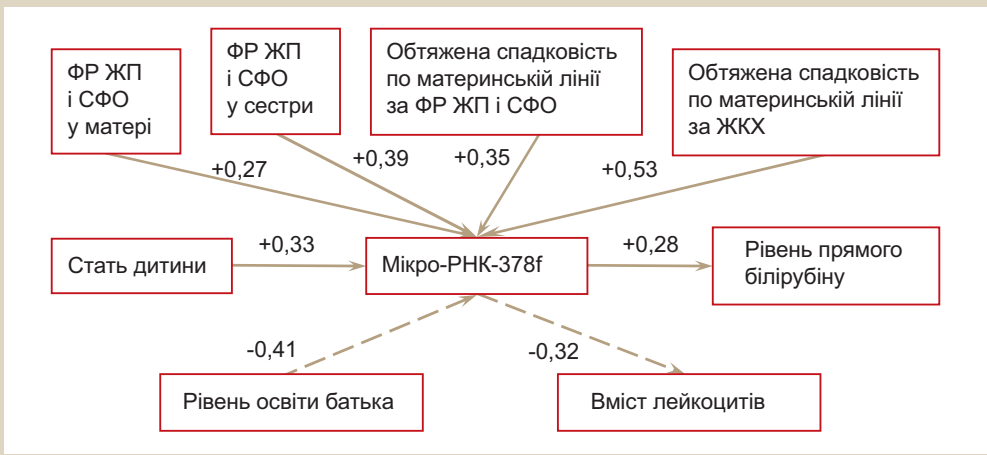 ФР ЖП
і СФО
у матері
ФР ЖП
і СФО
у сестри
Обтяжена спадковість
по материнській лінії
за ФР ЖП і СФО
Обтяжена спадковість
по материнській лінії
за ЖКХ
+0,27
+0,39
+0,35
+0,53
Стать дитини
+0,33
Мікро-РНК-378f
+0,28
Рівень прямого
білірубіну
-0,41
-0,32
Рівень освіти батька
Вміст лейкоцитів